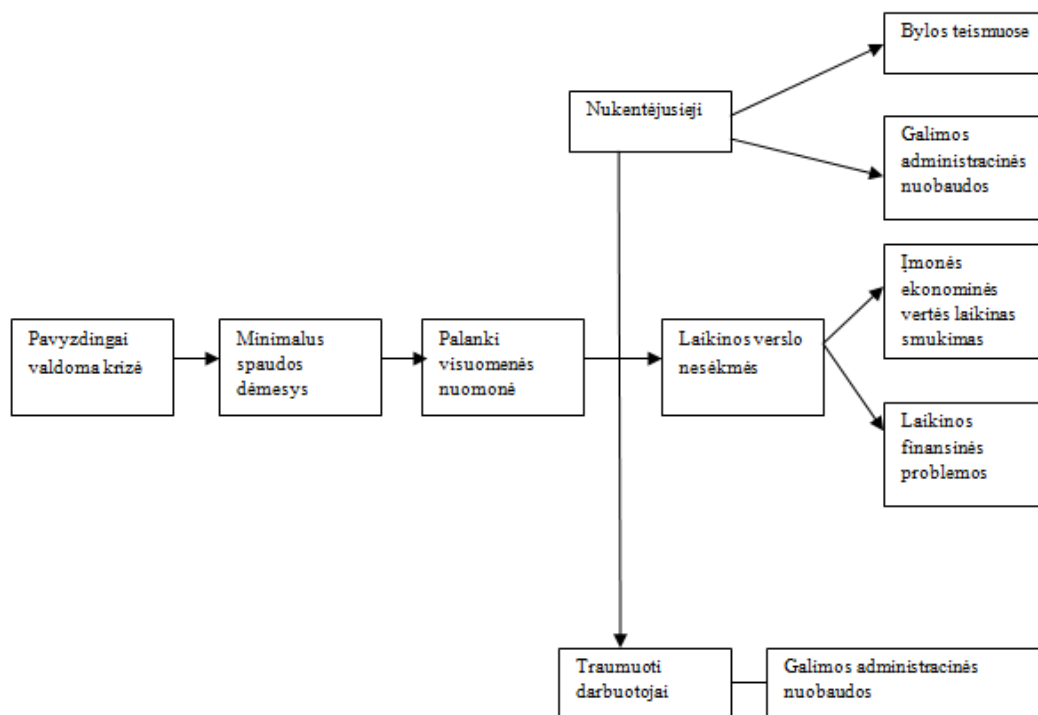 Bylos teismuose
Nukentėjusieji
Galimos
administracinės
nuobaudos
Įmonės
ekonominės
vertės laikinas
smukimas
Pavyzdingai
valdoma krizė
Minimalus
spaudos
dėmesys
Palanki
visuomenės
nuomonė
Laikinos verslo
nesėkmės
Laikinos
finansinės
problemos
Traumuoti
darbuotojai
Galimos administracinės
nuobaudos